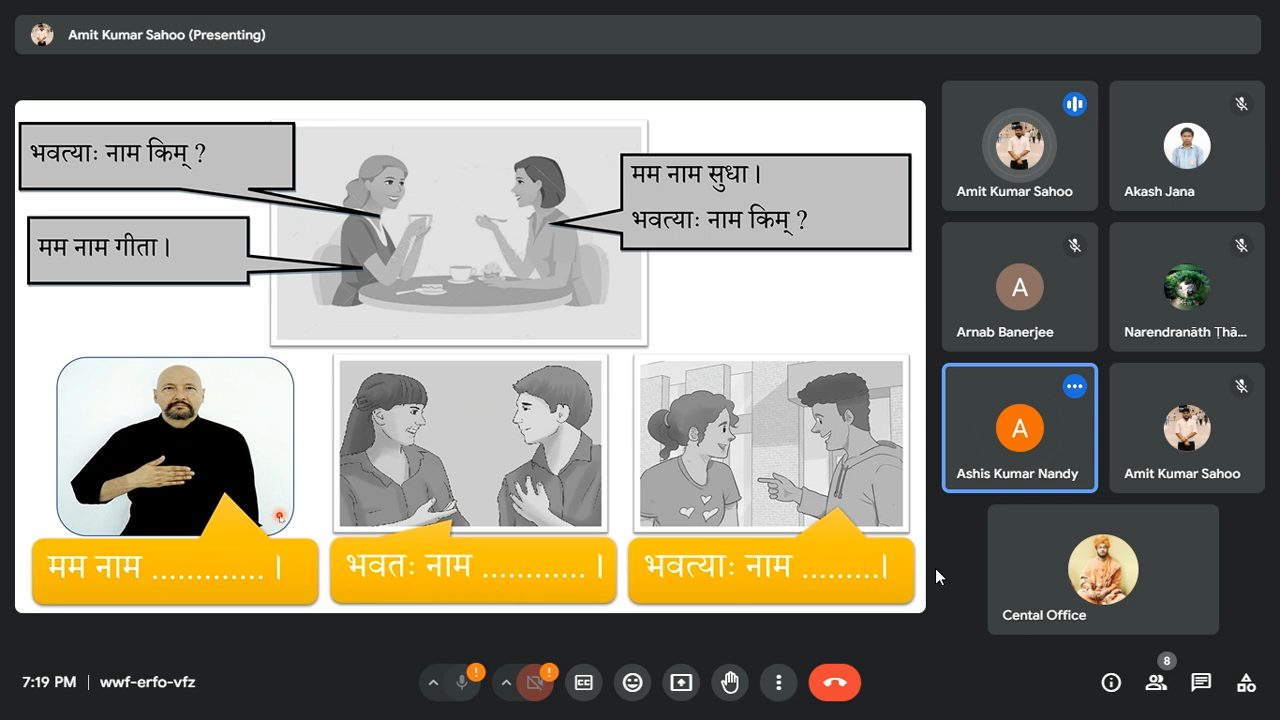 Amit Kumar Sahoo (Presenting)
भवत्याः नाम किम् ?
मम नाम सुधा ।
भवत्याः नाम किम् ?
मम नाम गीता ।
मम नाम ............. ।
भवतः नाम ............ ।
भवत्याः नाम .........।
Amit Kumar Sahoo
Akash Jana
A
Arnab Banerjee
Narendranāth Ṭhā...
A
Ashis Kumar Nandy
Amit Kumar Sahoo
Cental Office
7:19 PM | wwf-erfo-vfz
8